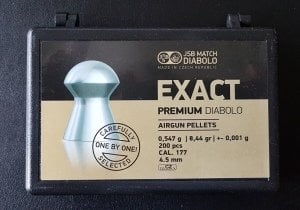 JSB MATCH
DIABOLO
MADE IN CZECH REPUBLIC
EXACT
PREMIUM DIABOLO
AIRGUN PELLETS
0,547 g | 8,44 gr | +- 0,001 g
200 pcs
CAL. 177
4.5 mm
CAREFULLY
ONE BY ONE!
SELECTED